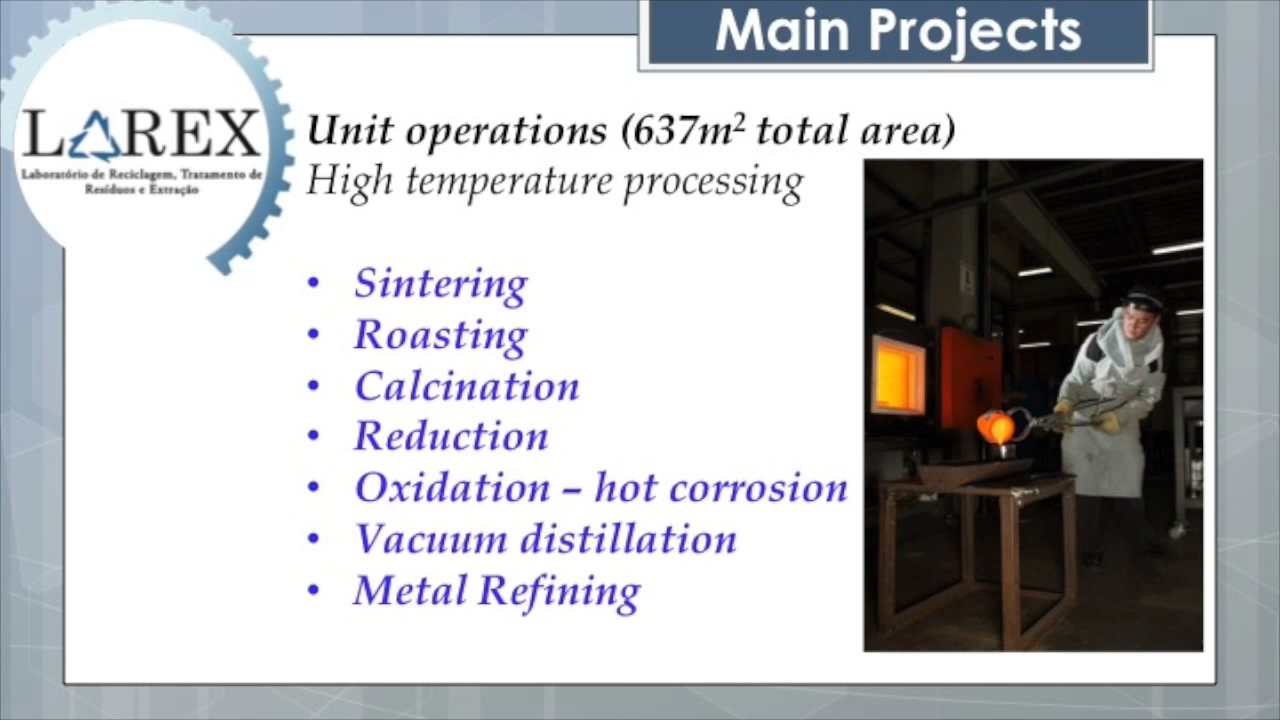 Main Projects
LAREX
Laboratório de Reciclagem, Tratamento de
Resíduos e Extração
Unit operations (637m² total area)
High temperature processing
• Sintering
• Roasting
• Calcination
• Reduction
• Oxidation – hot corrosion
• Vacuum distillation
• Metal Refining